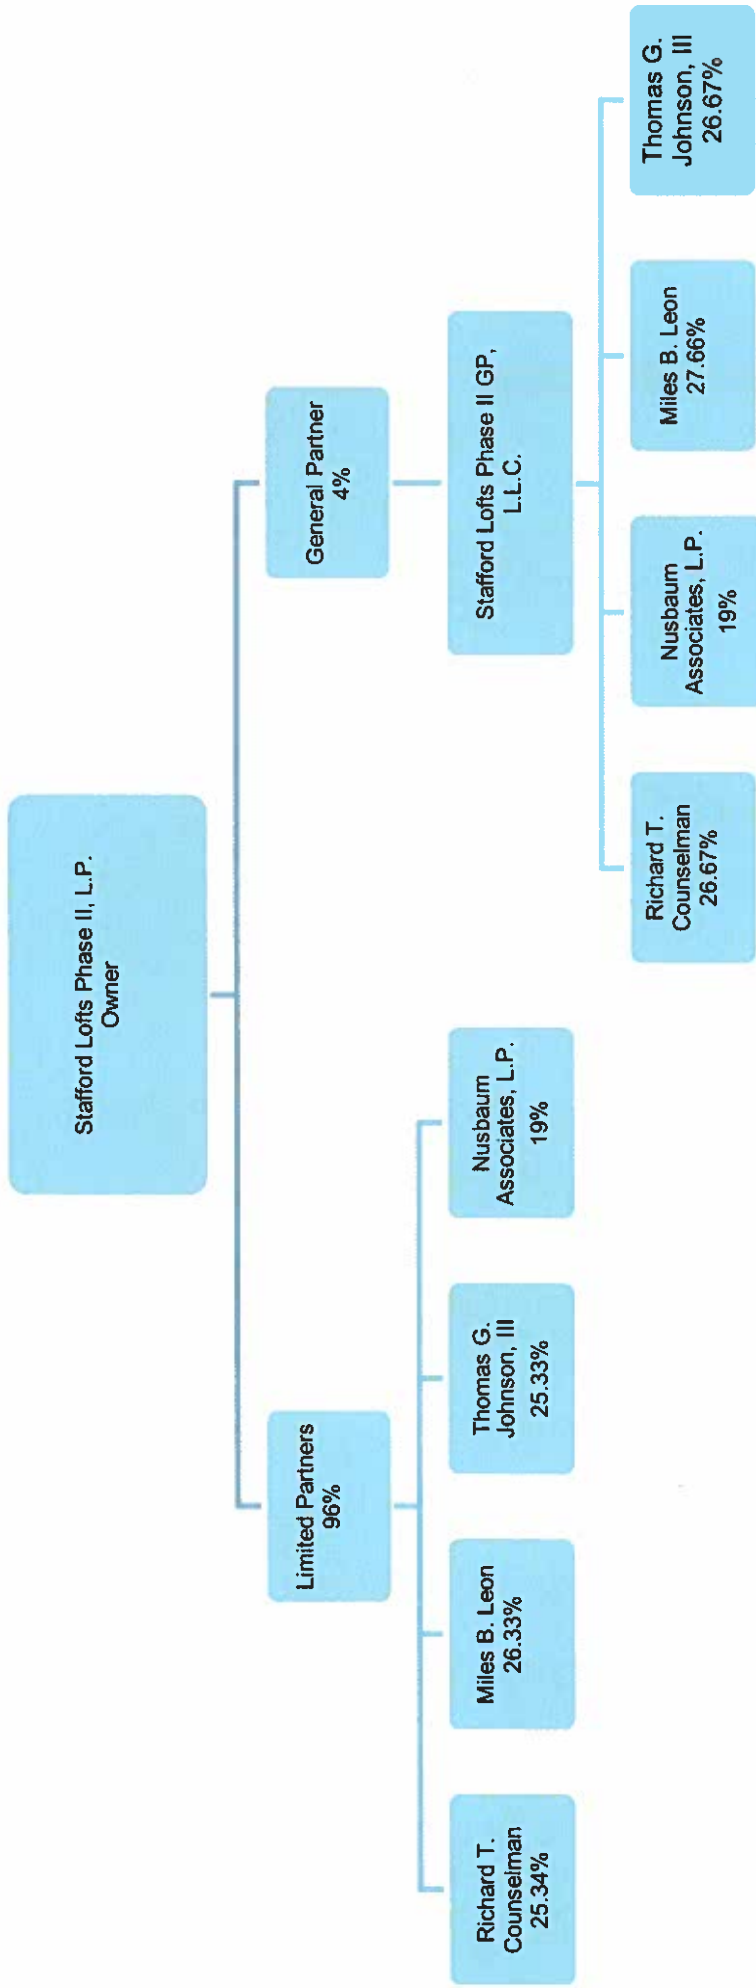 Stafford Lofts Phase II, L.P.
Owner
Limited Partners
96%
General Partner
4%
Richard T.
Counselman
25.34%
Miles B. Leon
26.33%
Thomas G.
Johnson, III
25.33%
Nusbaum
Associates, L.P.
19%
Stafford Lofts Phase II GP,
L.L.C.
Richard T.
Counselman
26.67%
Nusbaum
Associates, L.P.
19%
Miles B. Leon
27.66%
Thomas G.
Johnson, III
26.67%